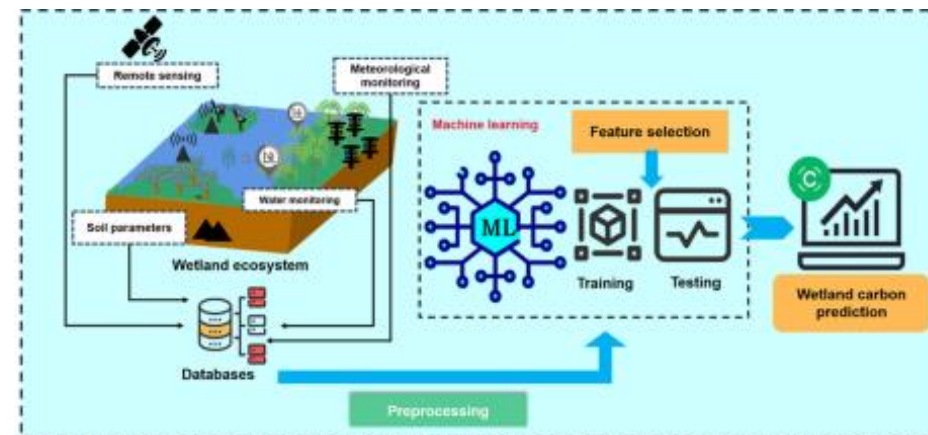 Remote sensing
Meteorological
monitoring
Machine learning
Feature selection
ML
Water monitoring
Soil parameters
Wetland ecosystem
Training
Testing
C
Wetland carbon
prediction
Databases
Preprocessing